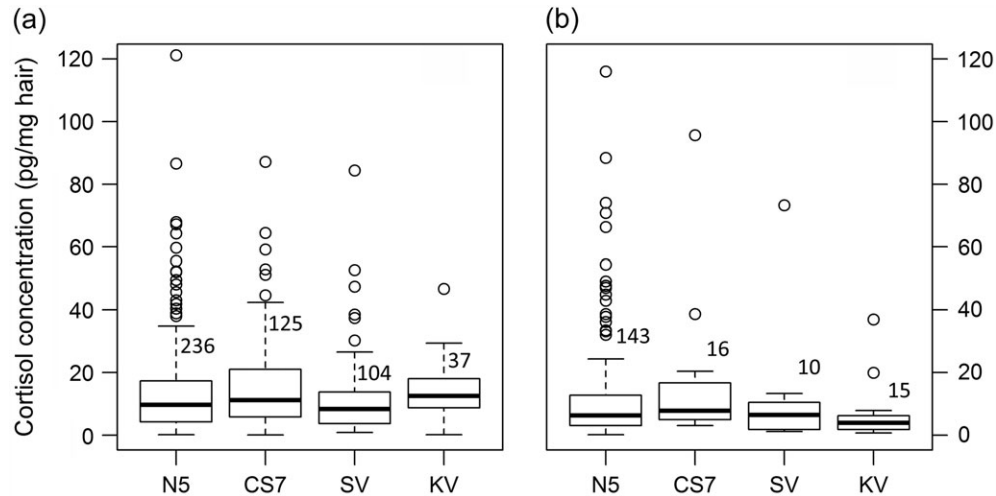 (a) (b)
Cortisol concentration (pg/mg hair)
120 120
100 100
80 80
60 60
40 40
20 20
0 0
236 125 104 37
143 16 10 15
N5 CS7 SV KV N5 CS7 SV KV